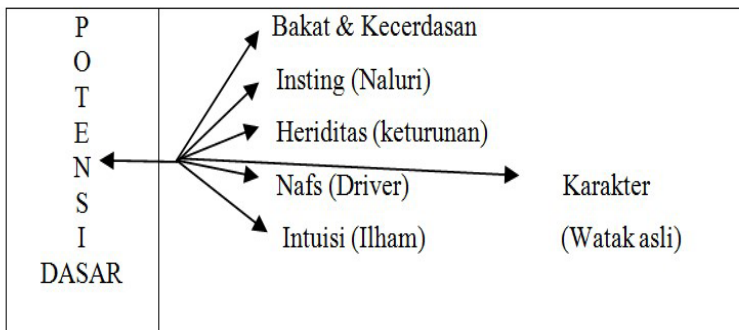 P
O
T
E
N
S
I
DASAR
Bakat & Kecerdasan
Insting (Naluri)
Heriditas (keturunan)
Nafs (Driver)
Karakter
Intuisi (Ilham)
(Watak asli)